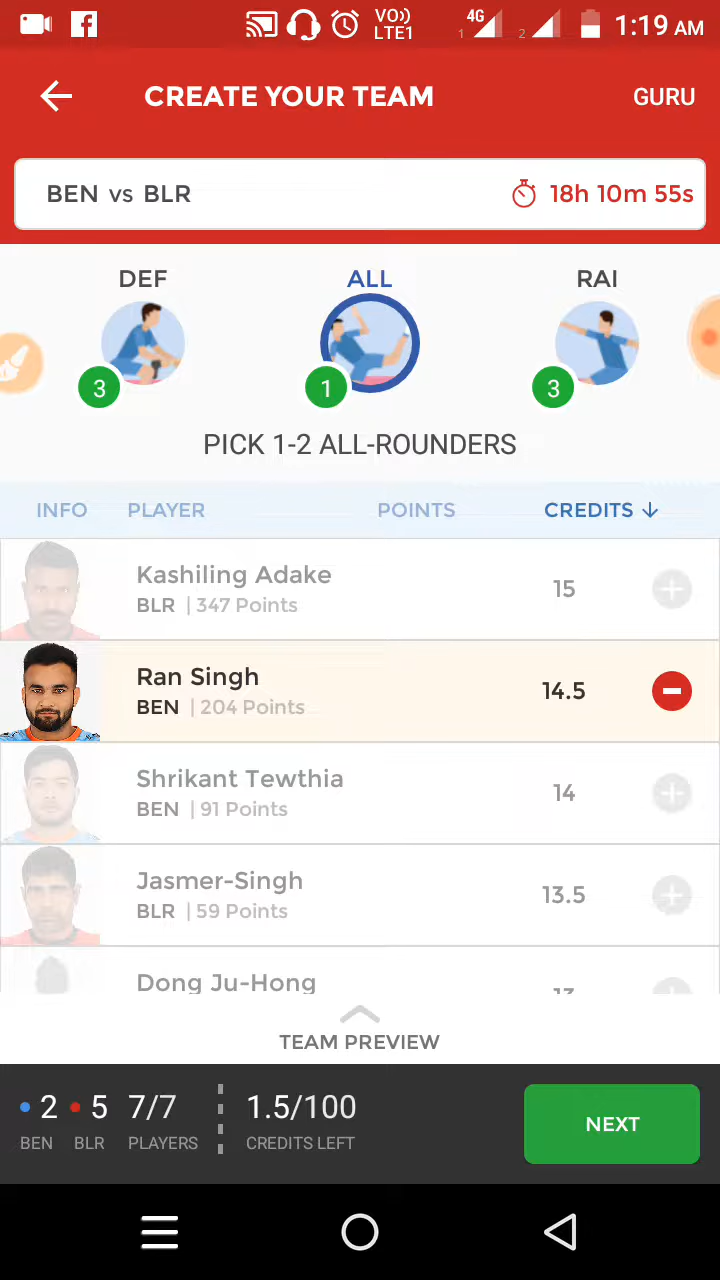 VO)) LTE1 4G 1 2 1:19 AM
CREATE YOUR TEAM GURU
BEN vs BLR 18h 10m 55s
DEF ALL RAI
3 1 3
PICK 1-2 ALL-ROUNDERS
INFO PLAYER POINTS CREDITS
Kashiling Adake
BLR | 347 Points 15
Ran Singh
BEN | 204 Points 14.5
Shrikant Tewthia
BEN | 91 Points 14
Jasmer-Singh
BLR | 59 Points 13.5
Dong Ju-Hong 13
TEAM PREVIEW
2 5 7/7 1.5/100
BEN BLR PLAYERS CREDITS LEFT
NEXT